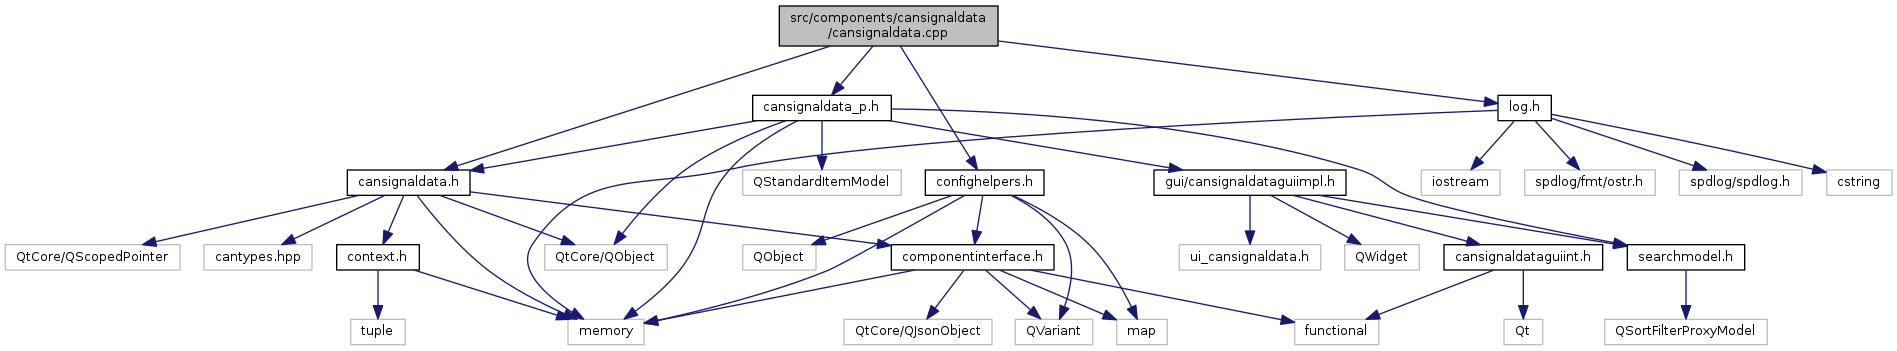 src/components/cansignaldata
/cansignaldata.cpp
cansignaldata_p.h
log.h
cansignaldata.h
QStandardItemModel
confighelpers.h
gui/cansignaldataguiimpl.h
iostream
spdlog/fmt/ostr.h
spdlog/spdlog.h
cstring
QtCore/QScopedPointer
cantypes.hpp
context.h
QtCore/QObject
QObject
componentinterface.h
ui_cansignaldata.h
QWidget
cansignaldataguiint.h
searchmodel.h
tuple
memory
QtCore/QJsonObject
QVariant
map
functional
Qt
QSortFilterProxyModel